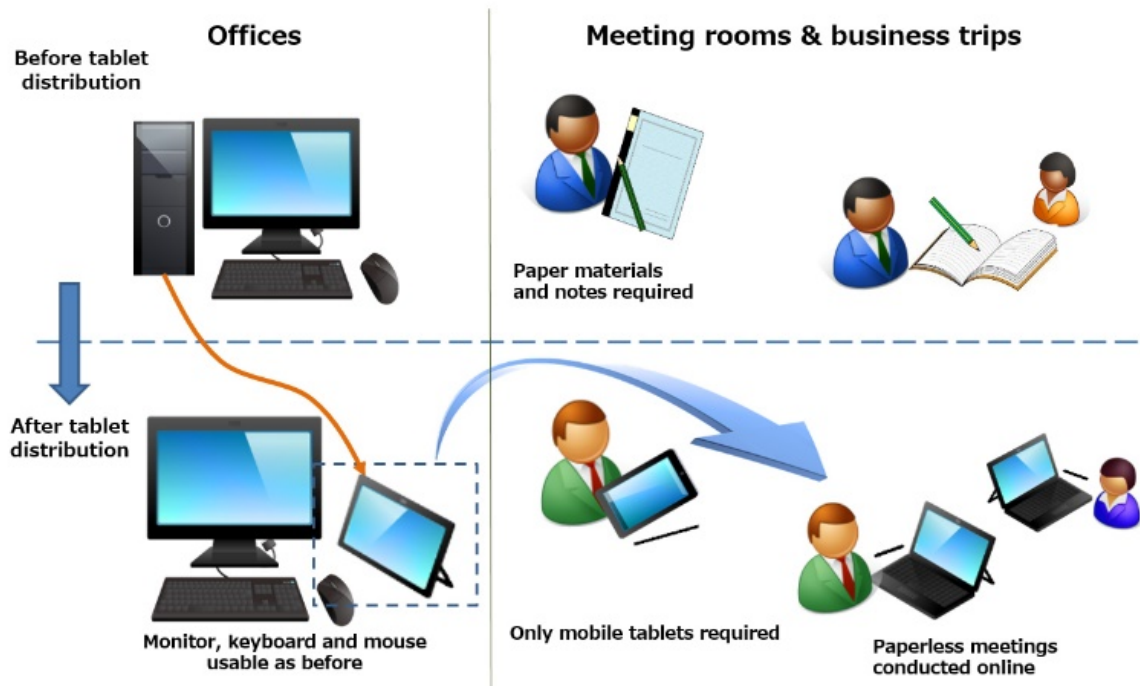 Offices
Meeting rooms & business trips
Before tablet
distribution
Paper materials
and notes required
After tablet
distribution
Monitor, keyboard and mouse
usable as before
Only mobile tablets required
Paperless meetings
conducted online